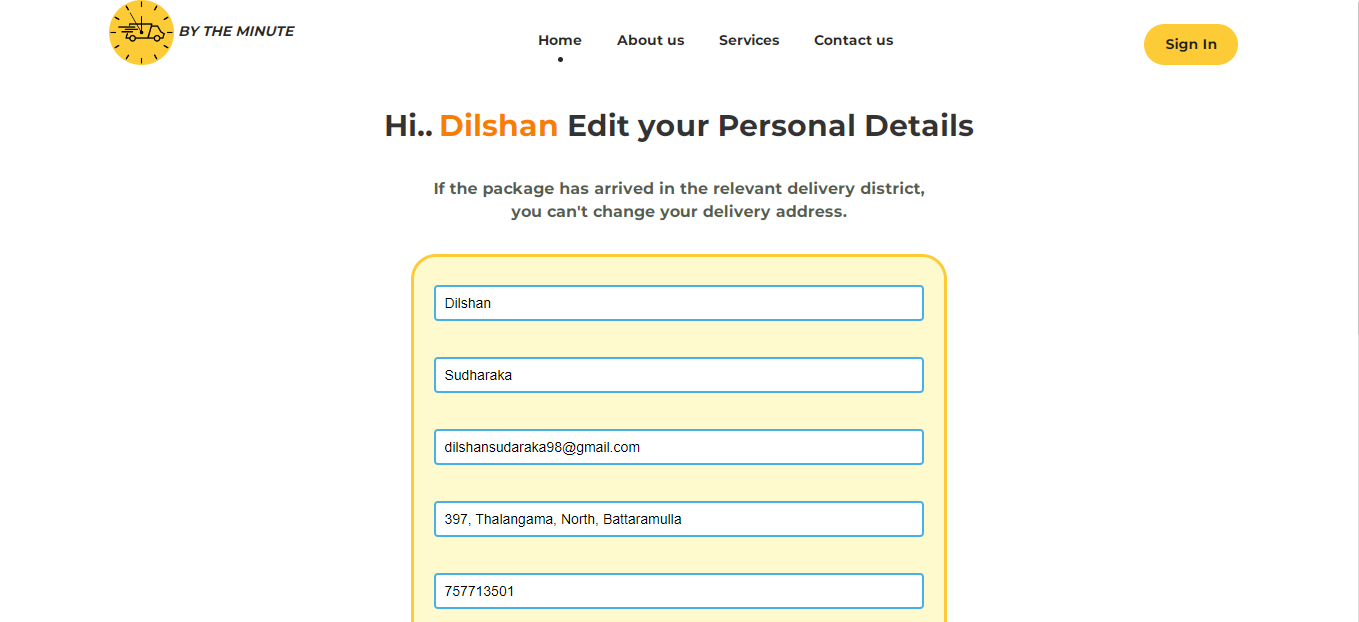 BY THE MINUTE
Home About us Services Contact us
Sign In
Hi.. Dilshan Edit your Personal Details
If the package has arrived in the relevant delivery district,
you can't change your delivery address.
Dilshan
Sudharaka
dilshansudaraka98@gmail.com
397, Thalangama, North, Battaramulla
757713501